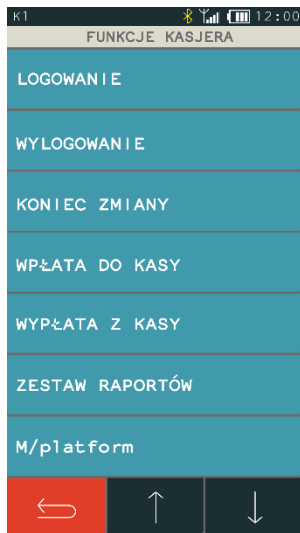 K1 12:00
FUNKCJE KASJERA
LOGOWANIE
WYLOGOWANIE
KONIEC ZMIANY
WPŁATA DO KASY
WYPŁATA Z KASY
ZESTAW RAPORTÓW
M/platform